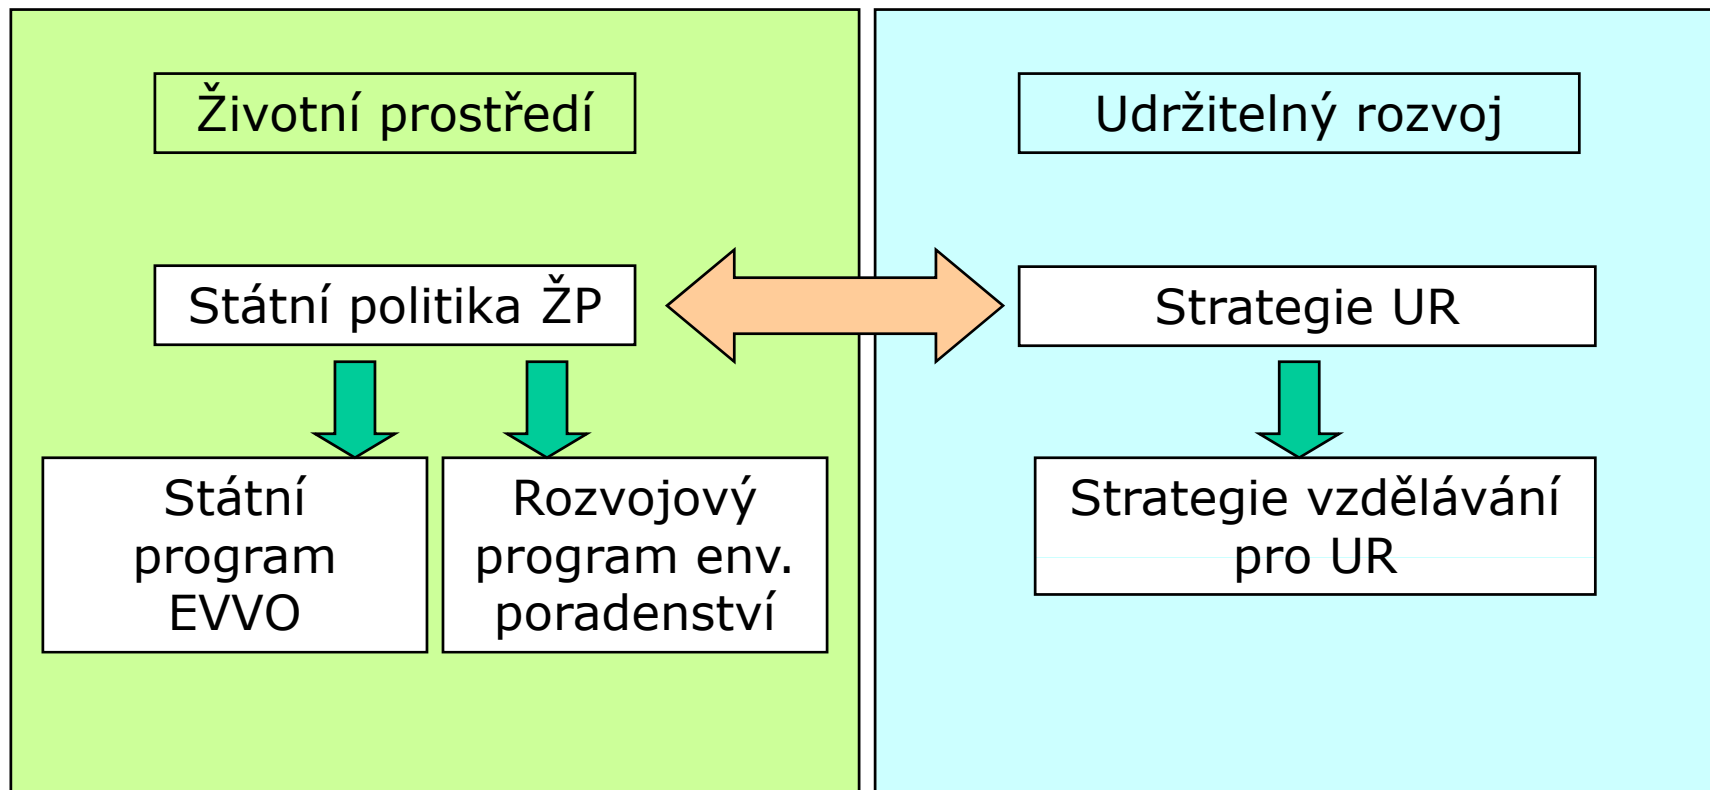 Životní prostředí
Udržitelný rozvoj
Státní politika ŽP
Strategie UR
Státní
program
EVVO
Rozvojový
program env.
poradenství
Strategie vzdělávání
pro UR